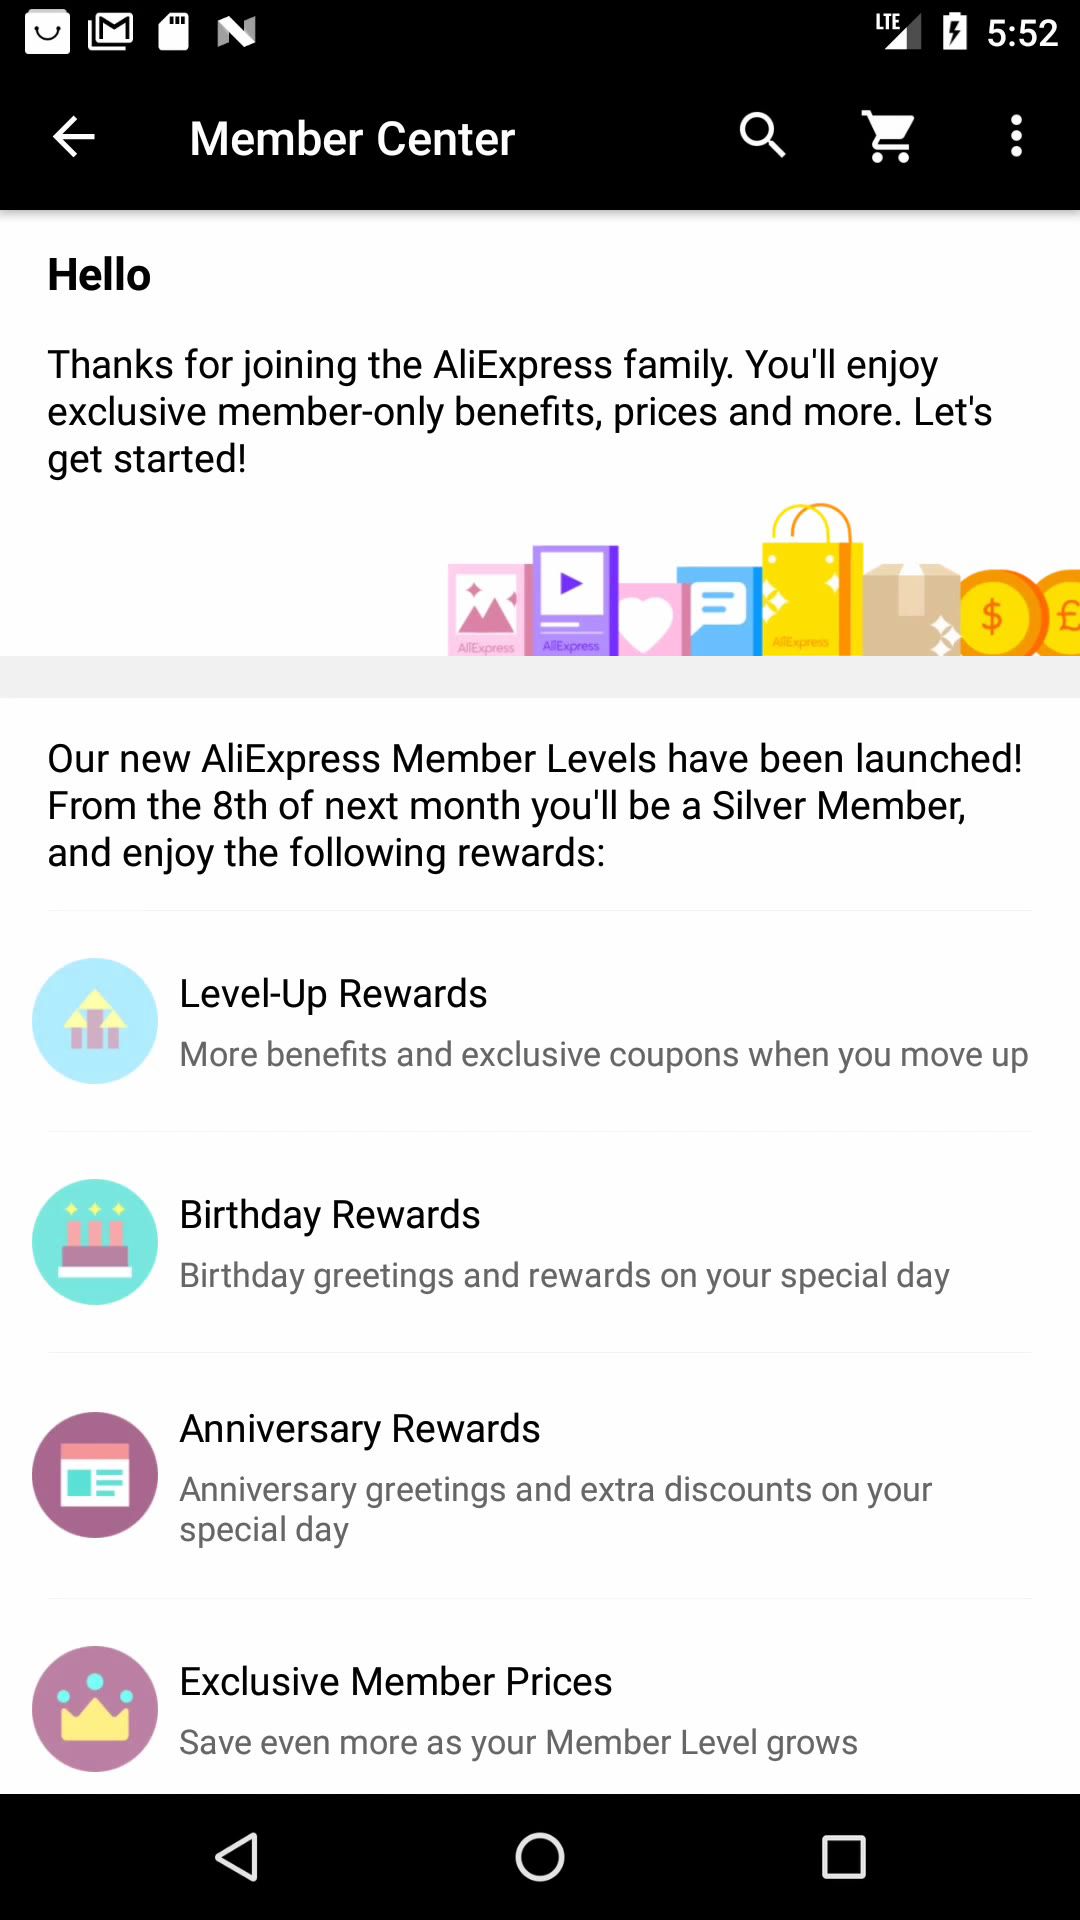 LTE 5:52
Member Center
Hello
Thanks for joining the AliExpress family. You'll enjoy
exclusive member-only benefits, prices and more. Let's
get started!
$ £
AliExpress AliExpress AliExpress
Our new AliExpress Member Levels have been launched!
From the 8th of next month you'll be a Silver Member,
and enjoy the following rewards:
Level-Up Rewards
More benefits and exclusive coupons when you move up
Birthday Rewards
Birthday greetings and rewards on your special day
Anniversary Rewards
Anniversary greetings and extra discounts on your
special day
Exclusive Member Prices
Save even more as your Member Level grows